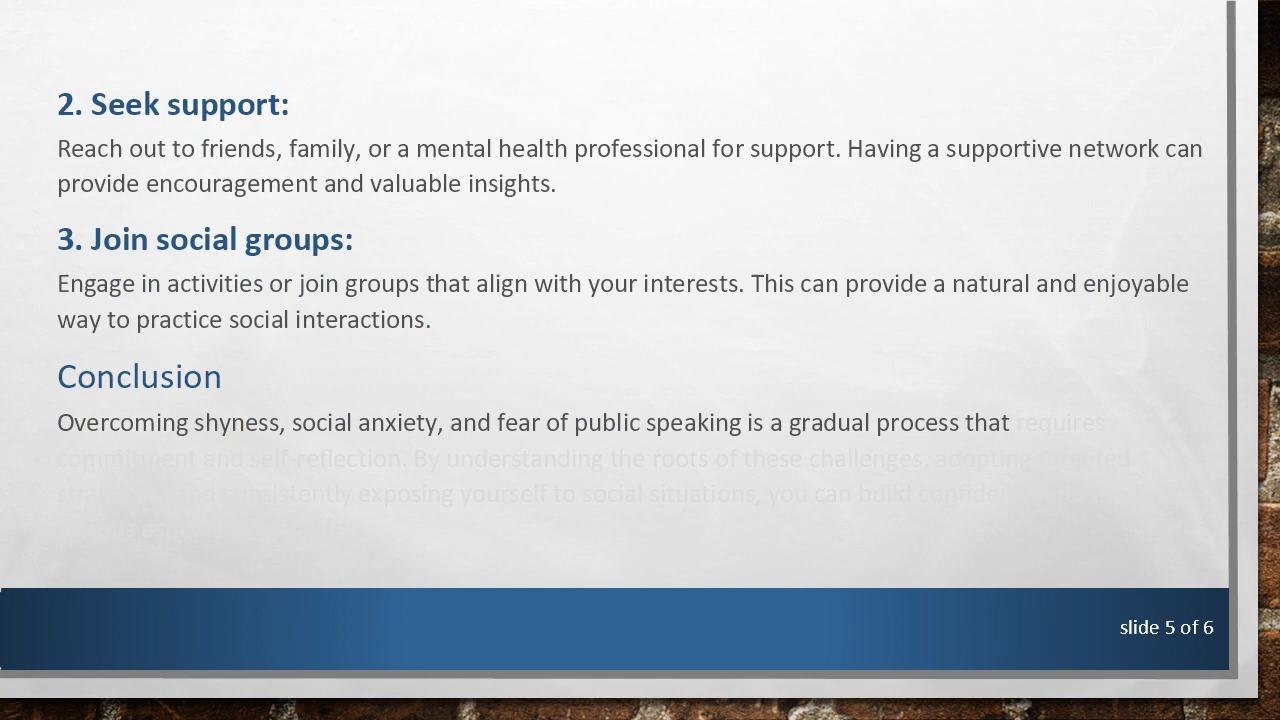 2. Seek support:
Reach out to friends, family, or a mental health professional for support. Having a supportive network can
provide encouragement and valuable insights.
3. Join social groups:
Engage in activities or join groups that align with your interests. This can provide a natural and enjoyable
way to practice social interactions.
Conclusion
Overcoming shyness, social anxiety, and fear of public speaking is a gradual process that requires
commitment and self-reflection. By understanding the roots of these challenges, adopting targeted
consistently exposing yourself to social situations, you can build
slide 5 of 6